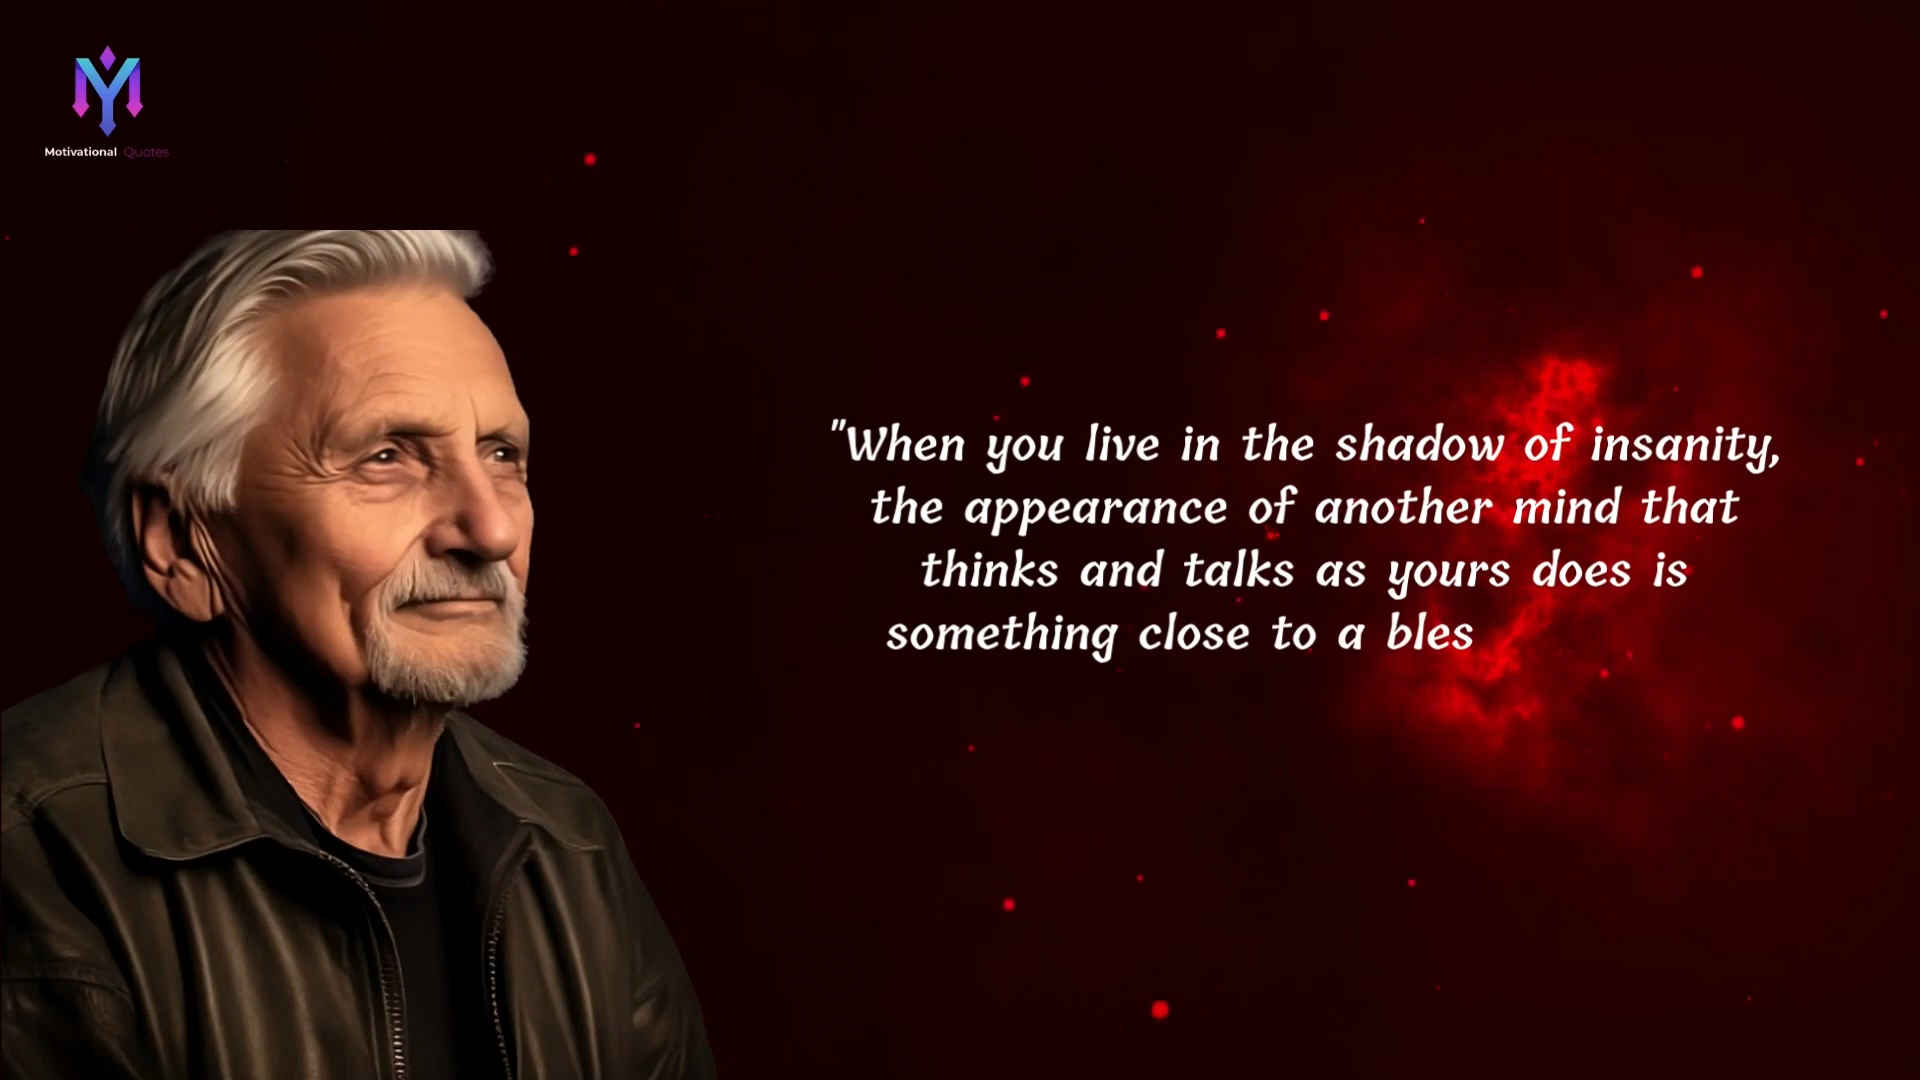 Motivational Quotes
"When you live in the shadow of insanity,
the appearance of another mind that
thinks and talks as yours does is
something close to a bles